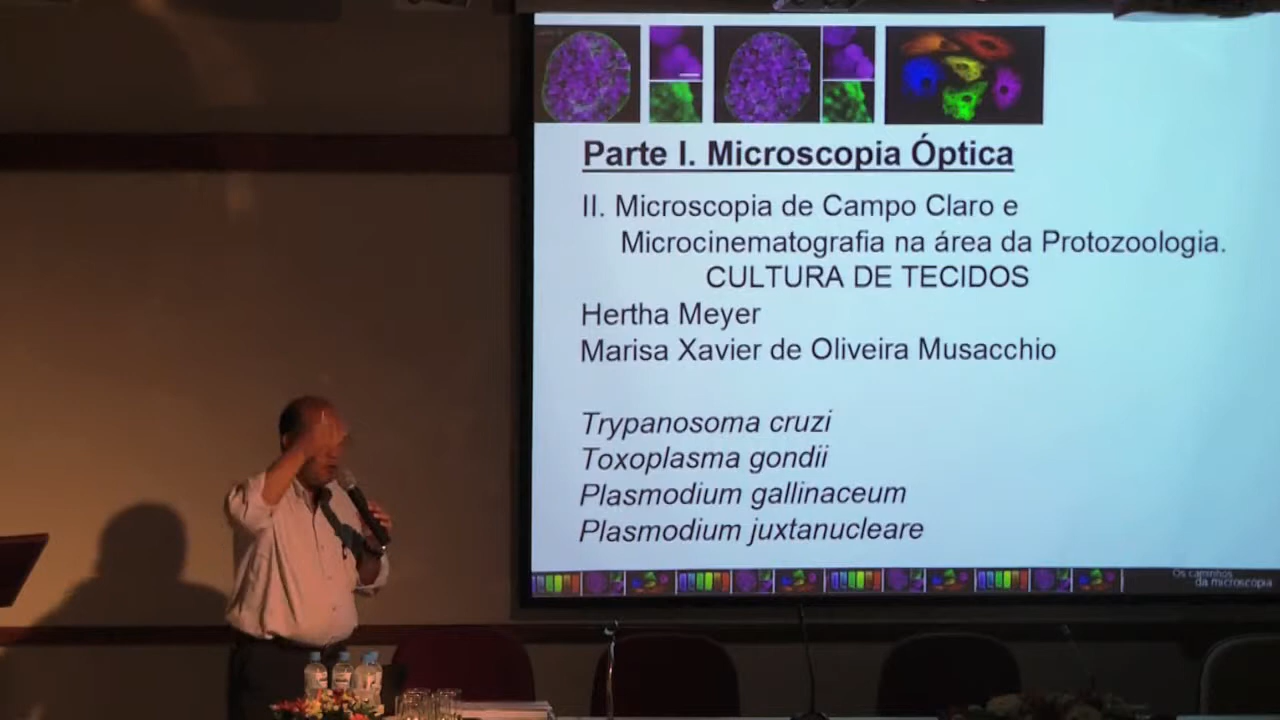 Parte I. Microscopia Óptica
II. Microscopia de Campo Claro e
Microcinematografia na área da Protozoologia.
CULTURA DE TECIDOS
Hertha Meyer
Marisa Xavier de Oliveira Musacchio
Trypanosoma cruzi
Toxoplasma gondii
Plasmodium gallinaceum
Plasmodium juxtanucleare
Os caminhos
da microscopia